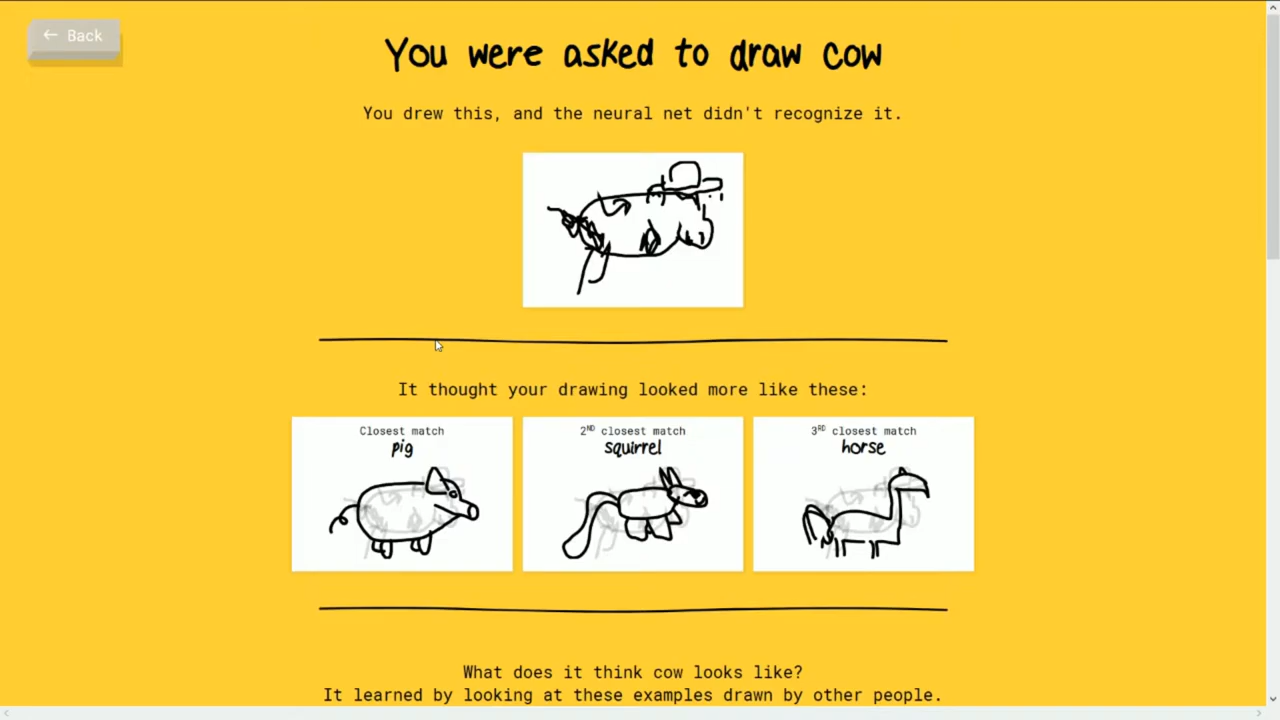 ← Back
You were asked to draw cow
You drew this, and the neural net didn't recognize it.
It thought your drawing looked more like these:
Closest match
pig
2ND closest match
squirrel
3RD closest match
horse
What does it think cow looks like?
It learned by looking at these examples drawn by other people.